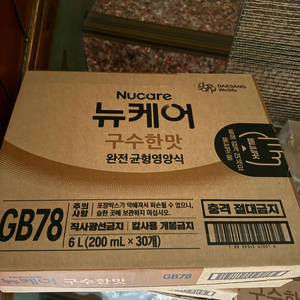 Nucare
DAESANG
Wellife
뉴케어
구수한맛
완전 균형영양식
GB78
주의
사항
포장박스가 약해져서 파손될 수 있으니,
습한 곳에 보관하지 마십시오.
충격 절대금지
직사광선금지
칼사용 개봉금지
6 L (200 mL × 30개)
GB78